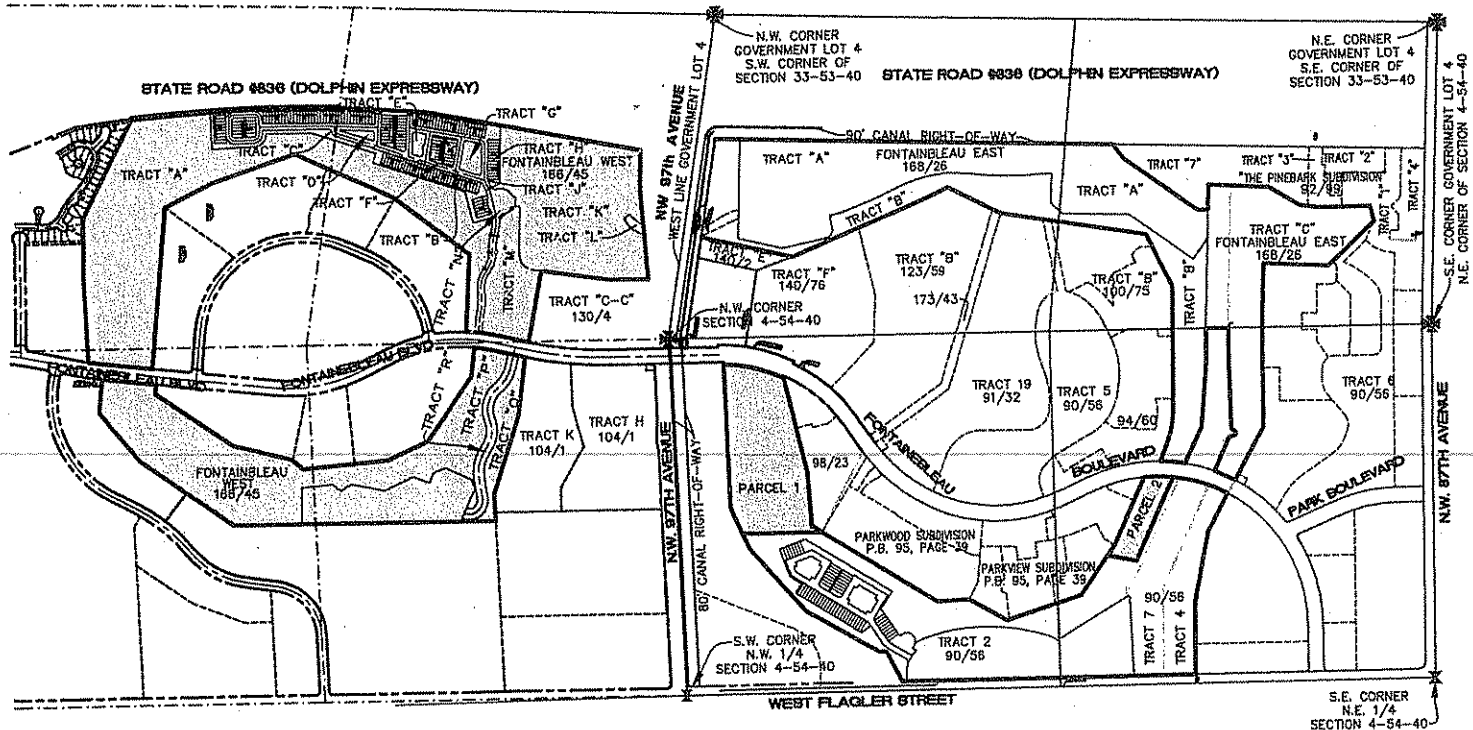 N.W. CORNER
GOVERNMENT LOT 4
S.W. CORNER OF
SECTION 33-53-40
N.E. CORNER
GOVERNMENT LOT 4
S.E. CORNER OF
SECTION 33-53-40
STATE ROAD #836 (DOLPHIN EXPRESSWAY)
STATE ROAD #836 (DOLPHIN EXPRESSWAY)
S.E. CORNER GOVERNMENT LOT 4
N.E. CORNER OF SECTION 4-54-40
NW 97th AVENUE
WEST LINE GOVERNMENT LOT 4
90' CANAL RIGHT-OF-WAY
TRACT "E"
TRACT "G"
TRACT "C"
TRACT "H"
FONTAINBLEAU WEST
168/45
TRACT "A"
TRACT "D"
TRACT "J"
TRACT "F"
TRACT "K"
TRACT "B"
TRACT "L"
TRACT "N"
TRACT "M"
TRACT "C-C"
130/4
TRACT "A"
FONTAINBLEAU EAST
168/26
TRACT "A"
TRACT "7"
TRACT "3"
TRACT "2"
"THE PINEBARK SUBDIVISION"
92/99
TRACT "4"
TRACT "B"
TRACT "C"
FONTAINBLEAU EAST
168/26
TRACT "E"
140/2
TRACT "F"
140/76
TRACT "B"
123/59
173/43
TRACT "B"
100/75
TRACT "B"
N.W. CORNER
SECTION 4-54-40
FONTAINEBLEAU BLVD
FONTAINEBLEAU BLVD
TRACT "R"
TRACT "P"
TRACT "Q"
TRACT K
104/1
TRACT H
104/1
FONTAINBLEAU
WEST
168/45
N.W. 97TH AVENUE
80' CANAL RIGHT-OF-WAY
PARCEL 1
98/23
TRACT 19
91/32
TRACT 5
90/56
94/60
TRACT 6
90/56
FONTAINEBLEAU
BOULEVARD
PARK BOULEVARD
N.W. 87TH AVENUE
PARCEL 2
PARKWOOD SUBDIVISION
P.B. 95, PAGE 39
PARKVIEW SUBDIVISION
P.B. 95, PAGE 39
90/56
TRACT 7
TRACT 4
TRACT 2
90/56
S.W. CORNER
N.W. 1/4
SECTION 4-54-40
WEST FLAGLER STREET
S.E. CORNER
N.E. 1/4
SECTION 4-54-40